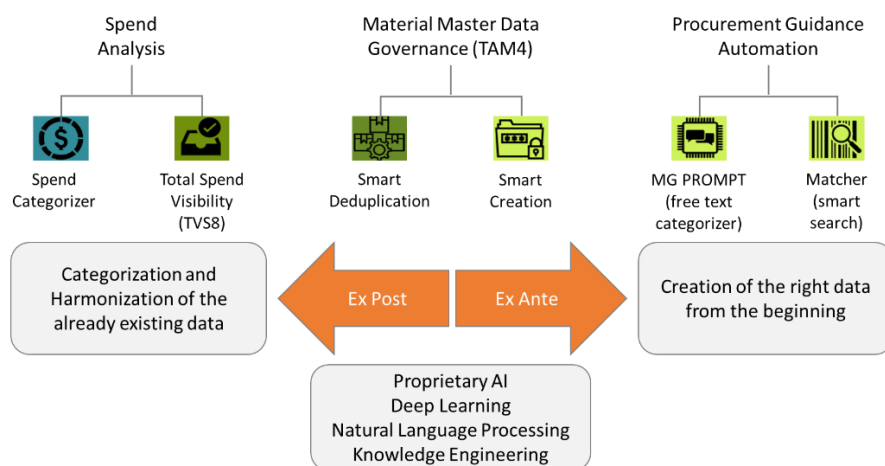 Spend
Analysis
Material Master Data
Governance (TAM4)
Procurement Guidance
Automation
Spend
Categorizer
Total Spend
Visibility
(TVS8)
Smart
Deduplication
Smart
Creation
MG PROMPT
(free text
categorizer)
Matcher
(smart
search)
Categorization and
Harmonization of the
already existing data
Ex Post
Ex Ante
Creation of the right data
from the beginning
Proprietary AI
Deep Learning
Natural Language Processing
Knowledge Engineering